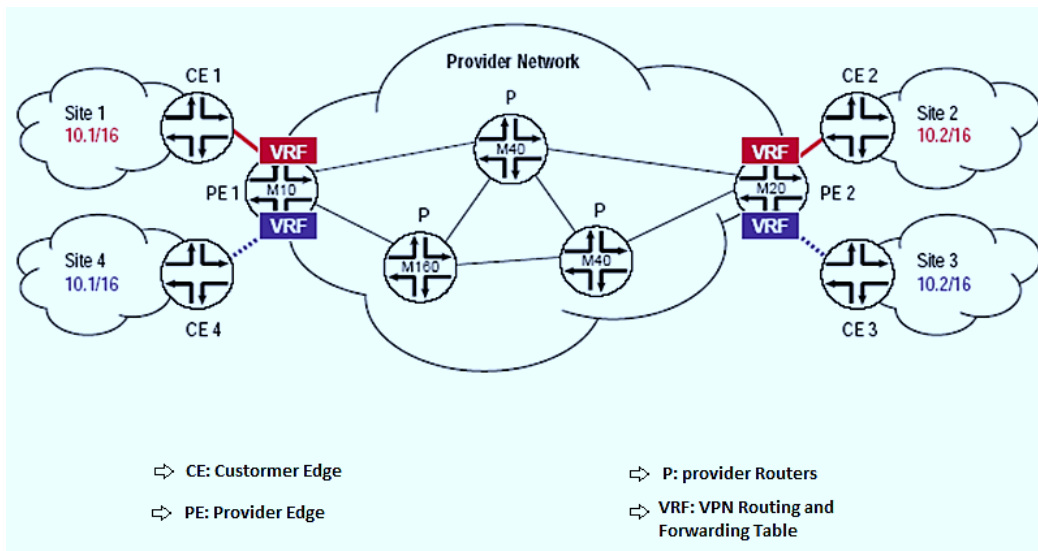 Provider Network
CE 1
CE 2
P
Site 1
10.1/16
Site 2
10.2/16
VRF
VRF
M40
PE 1
M10
M20
PE 2
VRF
VRF
P
P
Site 4
10.1/16
Site 3
10.2/16
M160
M40
CE 4
CE 3
CE: Custormer Edge
P: provider Routers
PE: Provider Edge
VRF: VPN Routing and
Forwarding Table